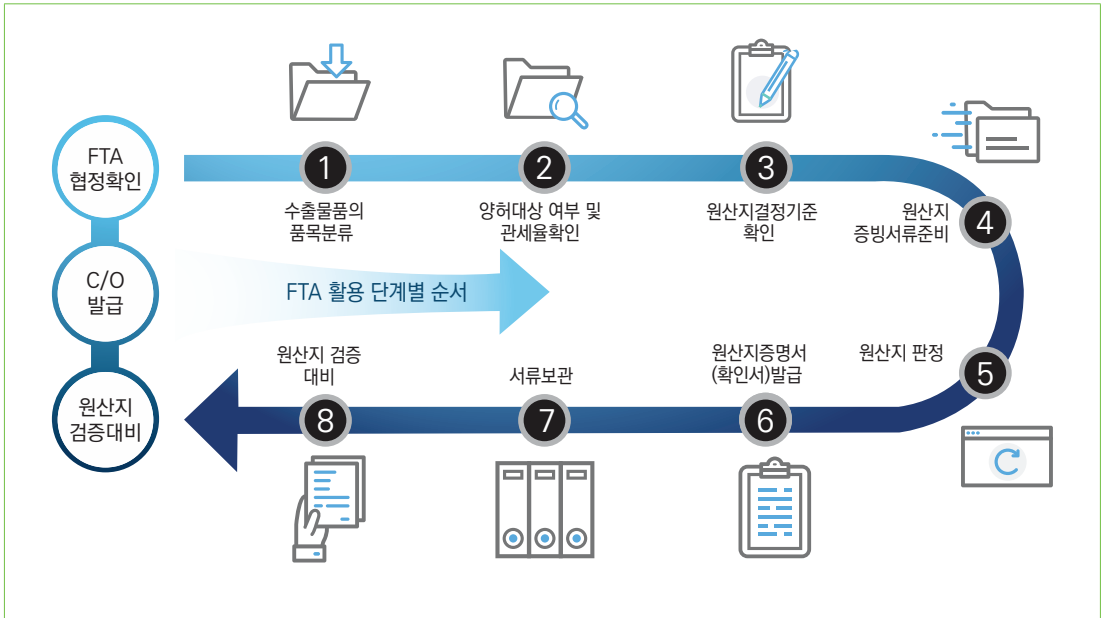 FTA
협정확인
C/O
발급
원산지
검증대비
1
수출물품의
품목분류
2
양허대상 여부 및
관세율확인
3
원산지결정기준
확인
4
원산지
증빙서류준비
FTA 활용 단계별 순서
5
원산지 판정
6
원산지증명서
(확인서)발급
7
서류보관
8
원산지 검증
대비